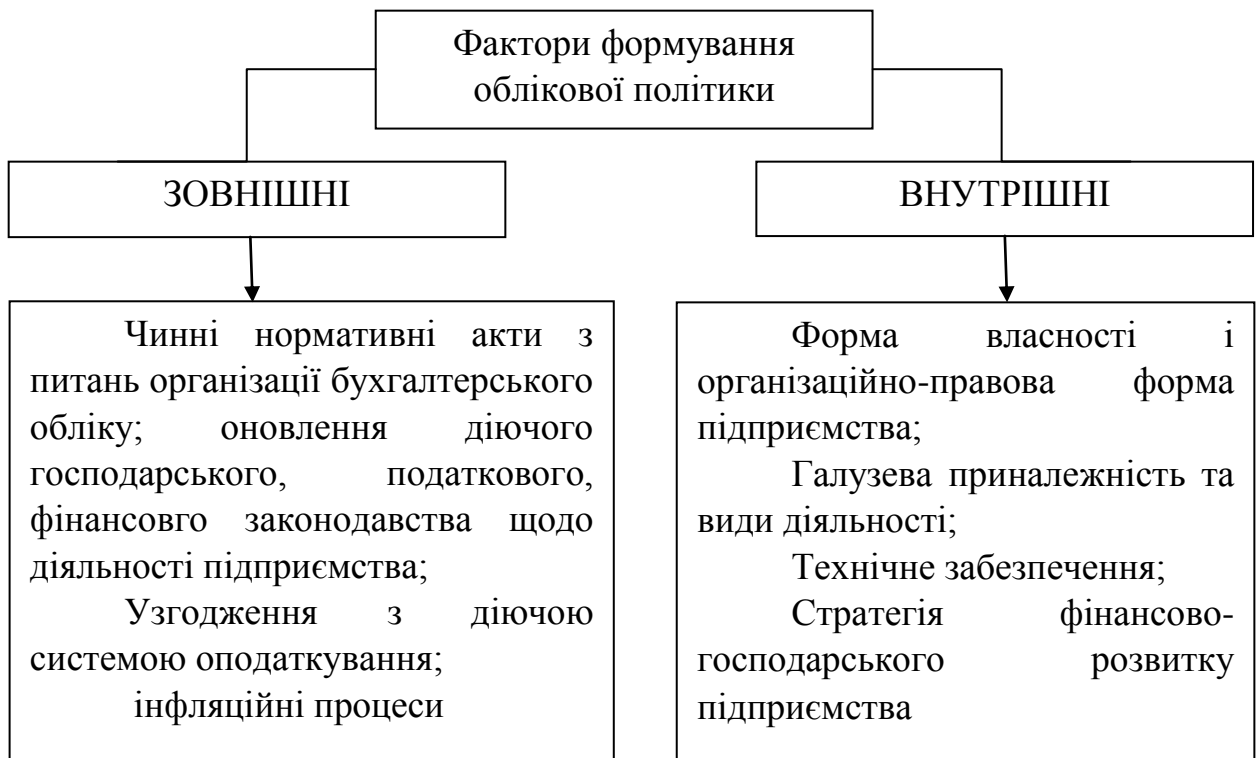 Фактори формування
облікової політики
ЗОВНІШНІ
ВНУТРІШНІ
Чинні нормативні акти з
питань організації бухгалтерського
обліку; оновлення діючого
господарського, податкового,
фінансовго законодавства щодо
діяльності підприємства;
Узгодження з діючою
системою оподаткування;
інфляційні процеси
Форма власності і
організаційно-правова форма
підприємства;
Галузева приналежність та
види діяльності;
Технічне забезпечення;
Стратегія фінансово-
господарського розвитку
підприємства